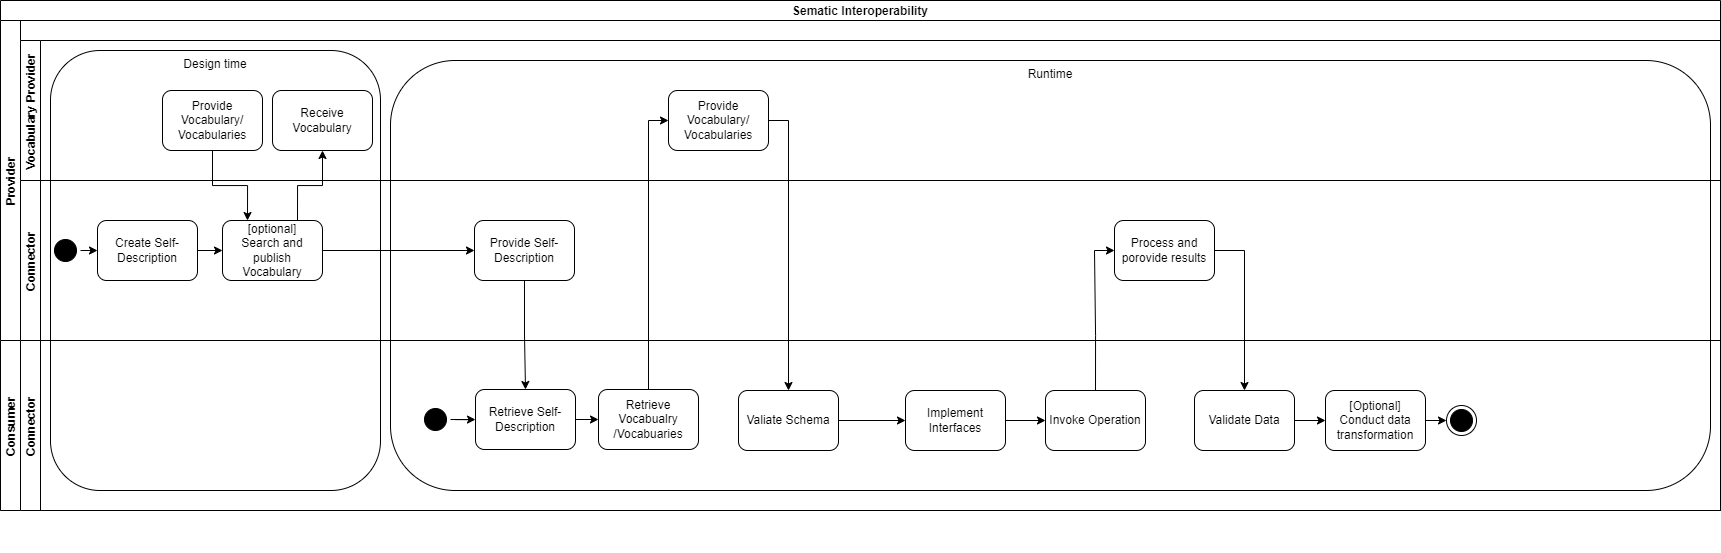 Sematic Interoperability
Provider
Vocabulary Provider
Design time
Provide
Vocabulary/
Vocabularies
Receive
Vocabulary
Runtime
Provide
Vocabulary/
Vocabularies
Connector
Create Self-
Description
[optional]
Search and
publish
Vocabulary
Provide Self-
Description
Process and
porovide results
Consumer
Connector
Retrieve Self-
Description
Retrieve
Vocabualry
/Vocabuaries
Valiate Schema
Implement
Interfaces
Invoke Operation
Validate Data
[Optional]
Conduct data
transformation